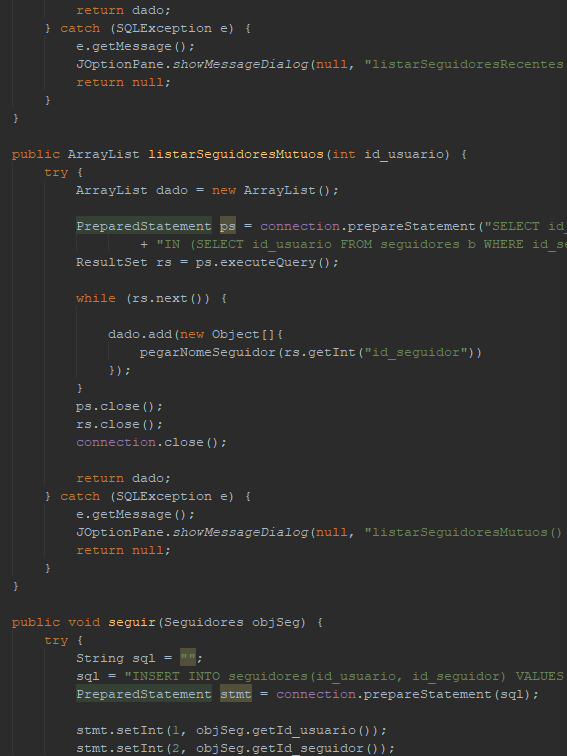 return dado;
} catch (SQLException e) {
e.getMessage();
JOptionPane.showMessageDialog(null, "listarSeguidoresRecentes
return null;
}
}
public ArrayList listarSeguidoresMutuos(int id_usuario) {
try {
ArrayList dado = new ArrayList();
PreparedStatement ps = connection.prepareStatement("SELECT id_
+ "IN (SELECT id_usuario FROM seguidores b WHERE id_se
ResultSet rs = ps.executeQuery();
while (rs.next()) {
dado.add(new Object[]{
pegarNomeSeguidor(rs.getInt("id_seguidor"))
});
}
ps.close();
rs.close();
connection.close();
return dado;
} catch (SQLException e) {
e.getMessage();
JOptionPane.showMessageDialog(null, "listarSeguidoresMutuos()
return null;
}
}
public void seguir(Seguidores objSeg) {
try {
String sql = "";
sql = "INSERT INTO seguidores(id_usuario, id_seguidor) VALUES
PreparedStatement stmt = connection.prepareStatement(sql);
stmt.setInt(1, objSeg.getId_usuario());
stmt.setInt(2, objSeg.getId_seguidor());